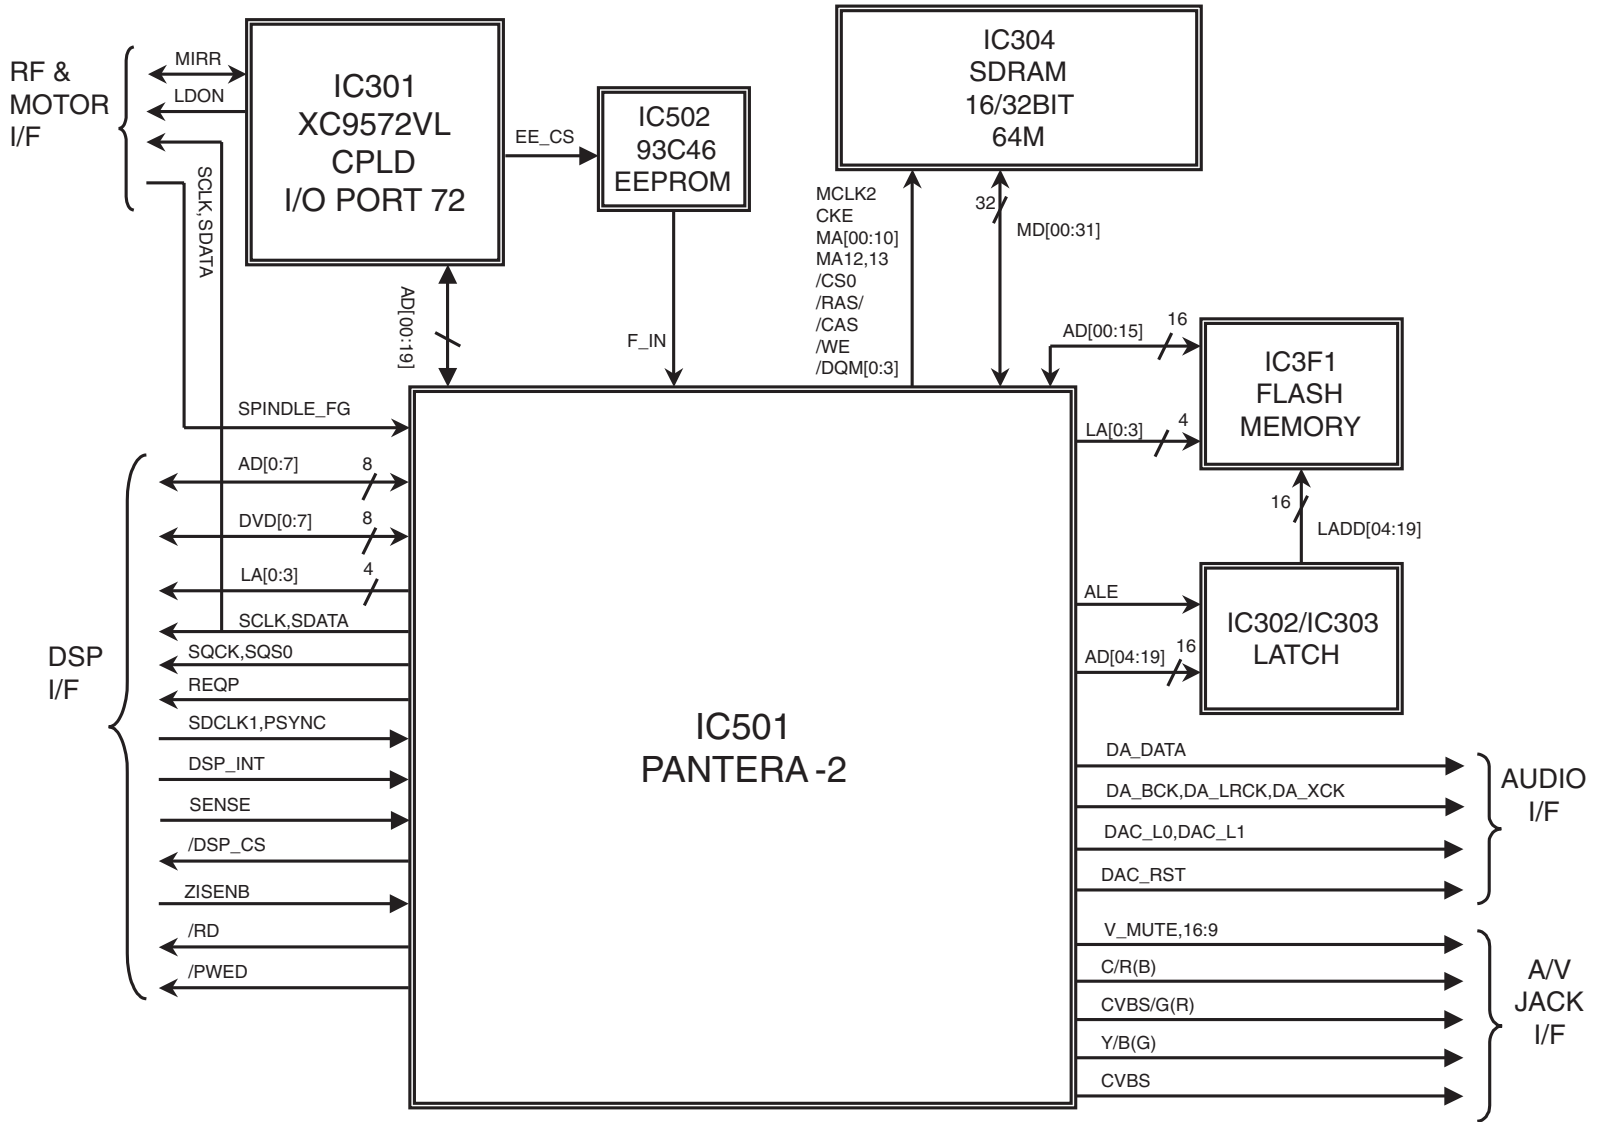 RF &
MOTOR
I/F
MIRR
LDON
SCLK,SDATA
IC301
XC9572VL
CPLD
I/O PORT 72
EE_CS
IC502
93C46
EEPROM
IC304
SDRAM
16/32BIT
64M
AD[00:19]
F_IN
MCLK2
CKE
MA[00:10]
MA12,13
/CS0
/RAS/
/CAS
/WE
/DQM[0:3]
32
MD[00:31]
AD[00:15]
16
LA[0:3]
4
IC3F1
FLASH
MEMORY
16
LADD[04:19]
ALE
AD[04:19]
16
IC302/IC303
LATCH
SPINDLE_FG
DSP
I/F
AD[0:7]
8
DVD[0:7]
8
LA[0:3]
4
SCLK,SDATA
SQCK,SQS0
REQP
SDCLK1,PSYNC
DSP_INT
SENSE
/DSP_CS
ZISENB
/RD
/PWED
IC501
PANTERA -2
DA_DATA
DA_BCK,DA_LRCK,DA_XCK
DAC_L0,DAC_L1
DAC_RST
AUDIO
I/F
V_MUTE,16:9
C/R(B)
CVBS/G(R)
Y/B(G)
CVBS
A/V
JACK
I/F